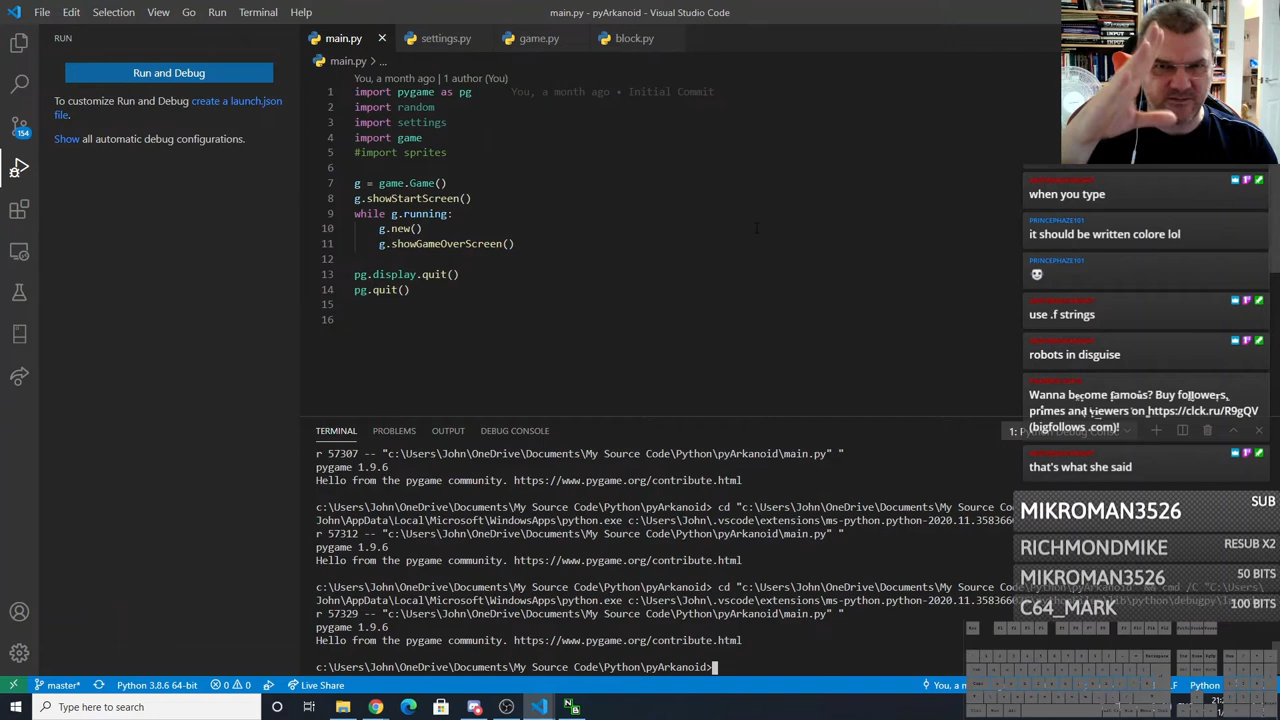 File Edit View Go Run Terminal Help
main.py - pyArkanoid - Visual Studio Code
RUN
Run and Debug
To customize Run and Debug create a launch.json
file.
Show all automatic debug configurations.
154
main.py settings.py game.py block.py
main.py > ...
You, a month ago | 1 author (You)
1 import pygame as pg You, a month ago • Initial Commit
2 import random
3 import settings
4 import game
5 #import sprites
6
7 g = game.Game()
8 g.showStartScreen()
9 while g.running:
10 g.new()
11 g.showGameOverScreen()
12
13 pg.display.quit()
14 pg.quit()
15
16
TERMINAL PROBLEMS OUTPUT DEBUG CONSOLE
r 57307 -- "c:\Users\John\OneDrive\Documents\My Source Code\Python\pyArkanoid\main.py" "
pygame 1.9.6
Hello from the pygame community. https://www.pygame.org/contribute.html
c:\Users\John\OneDrive\Documents\My Source Code\Python\pyArkanoid> cd "c:\Users\John\OneDrive\Documents\My Source
John\AppData\Local\Microsoft\WindowsApps\python.exe c:\Users\John\.vscode\extensions\ms-python.python-2020.11.358366
r 57312 -- "c:\Users\John\OneDrive\Documents\My Source Code\Python\pyArkanoid\main.py" "
pygame 1.9.6
Hello from the pygame community. https://www.pygame.org/contribute.html
c:\Users\John\OneDrive\Documents\My Source Code\Python\pyArkanoid> cd "c:\Users\John\OneDrive\Documents\My Source
John\AppData\Local\Microsoft\WindowsApps\python.exe c:\Users\John\.vscode\extensions\ms-python.python-2020.11.358366
r 57329 -- "c:\Users\John\OneDrive\Documents\My Source Code\Python\pyArkanoid\main.py" "
pygame 1.9.6
Hello from the pygame community. https://www.pygame.org/contribute.html
c:\Users\John\OneDrive\Documents\My Source Code\Python\pyArkanoid>
when you type
PRINCEPHAZE101
it should be written colore lol
PRINCEPHAZE101
use .f strings
robots in disguise
Wanna become famous? Buy followers,
primes and viewers on https://clck.ru/R9gQV
(bigfollows .com)!
that's what she said
MIKROMAN3526 SUB
RICHMONDMIKE RESUB X2
MIKROMAN3526 50 BITS
C64_MARK 100 BITS
master* Python 3.8.6 64-bit 0 0 Live Share
Python
Type here to search